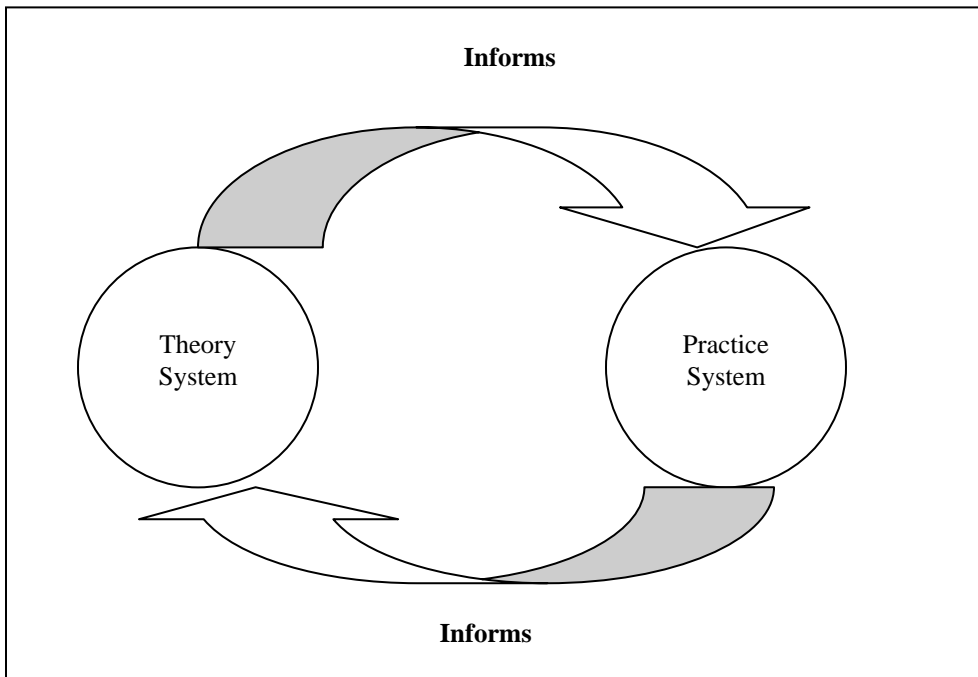 Informs
Theory
System
Practice
System
Informs